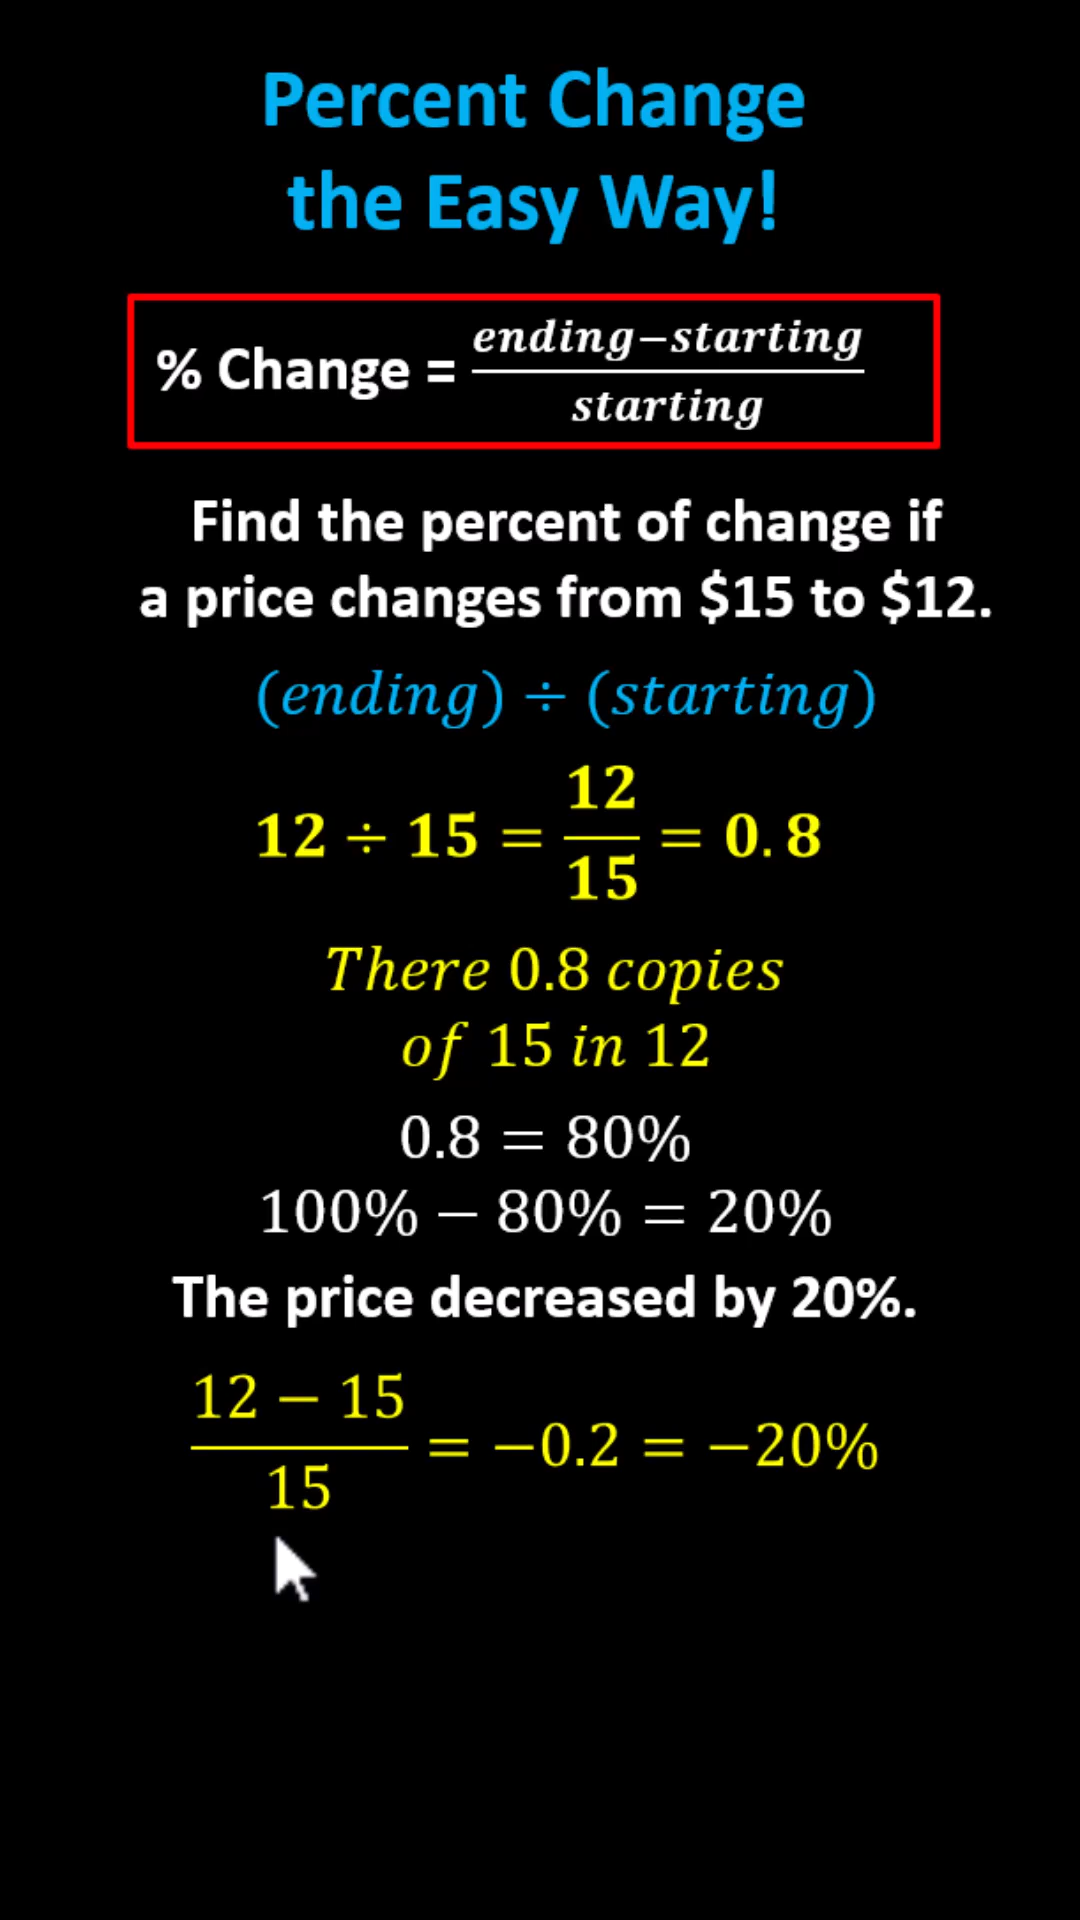 Percent Change
the Easy Way!
% Change = ending−starting / starting
Find the percent of change if
a price changes from $15 to $12.
(ending) ÷ (starting)
12 ÷ 15 = 12/15 = 0.8
There 0.8 copies
of 15 in 12
0.8 = 80%
100% − 80% = 20%
The price decreased by 20%.
12 − 15 / 15 = −0.2 = −20%